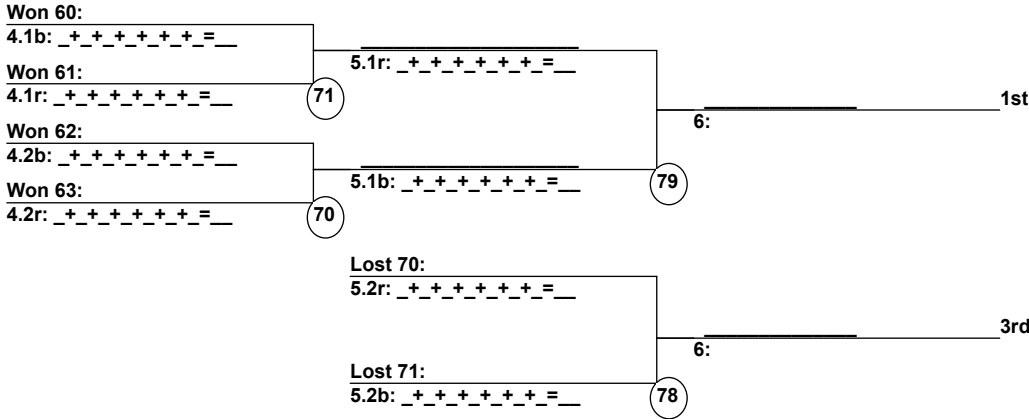 Won 60:
4.1b: _+_+_+_+_+_=__
Won 61:
4.1r: _+_+_+_+_+_=__
71
Won 62:
4.2b: _+_+_+_+_+_=__
Won 63:
4.2r: _+_+_+_+_+_=__
70
5.1r: _+_+_+_+_+_=__
5.1b: _+_+_+_+_+_=__
79
6:
1st
Lost 70:
5.2r: _+_+_+_+_+_=__
Lost 71:
5.2b: _+_+_+_+_+_=__
78
6:
3rd